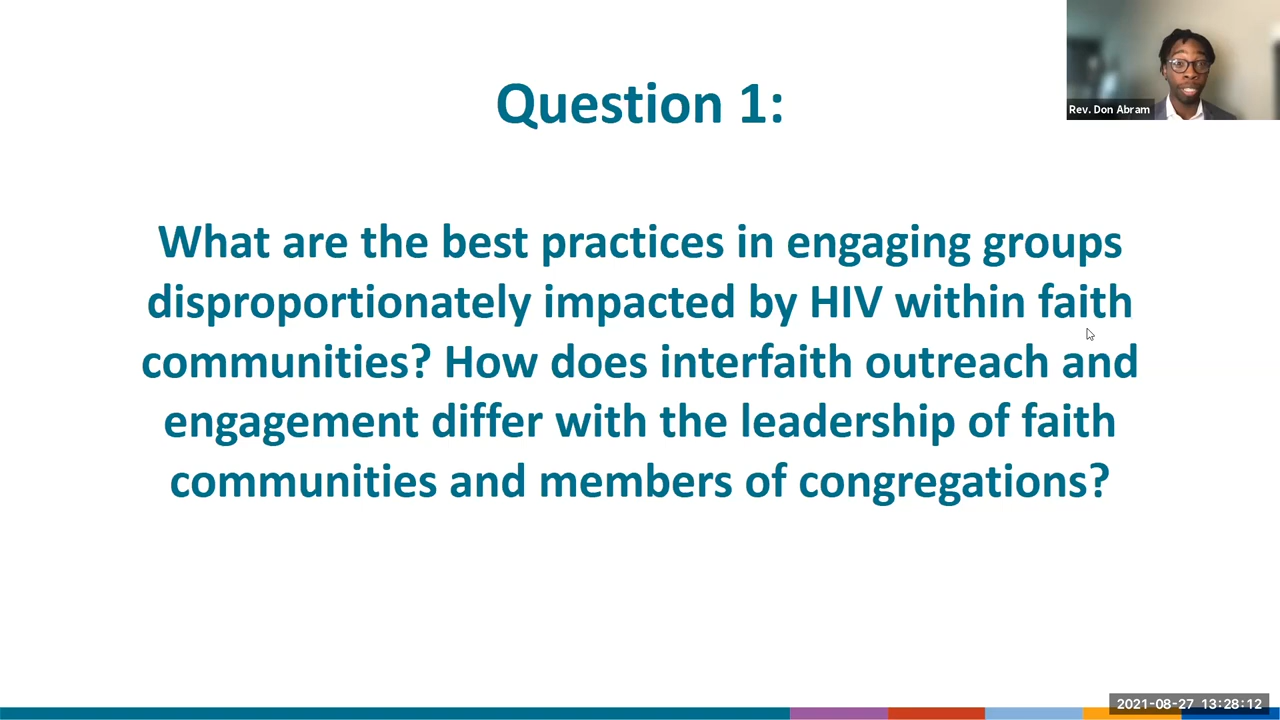 Question 1:
Rev. Don Abram
What are the best practices in engaging groups
disproportionately impacted by HIV within faith
communities? How does interfaith outreach and
engagement differ with the leadership of faith
communities and members of congregations?
2021-08-27 13:28:12